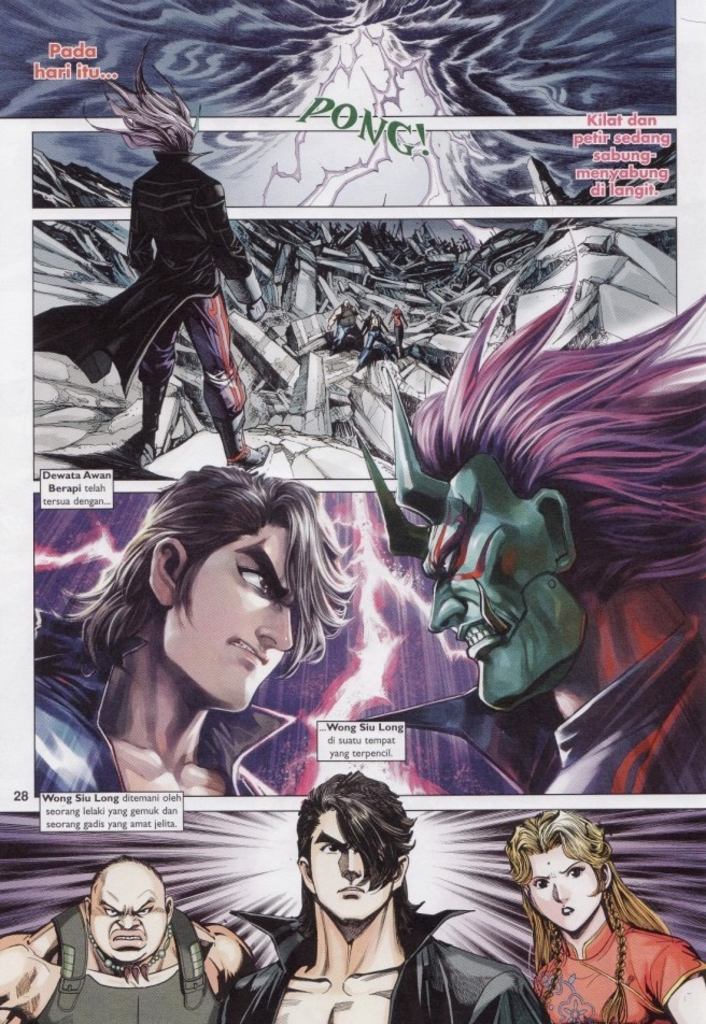 Pada
hari itu...
PONG!
Kilat dan
petir sedang
sabung-
menyabung
di langit.
Dewata Awan
Berapi telah
tersua dengan...
...Wong Siu Long
di suatu tempat
yang terpencil.
28
Wong Siu Long ditemani oleh
seorang lelaki yang gemuk dan
seorang gadis yang amat jelita.